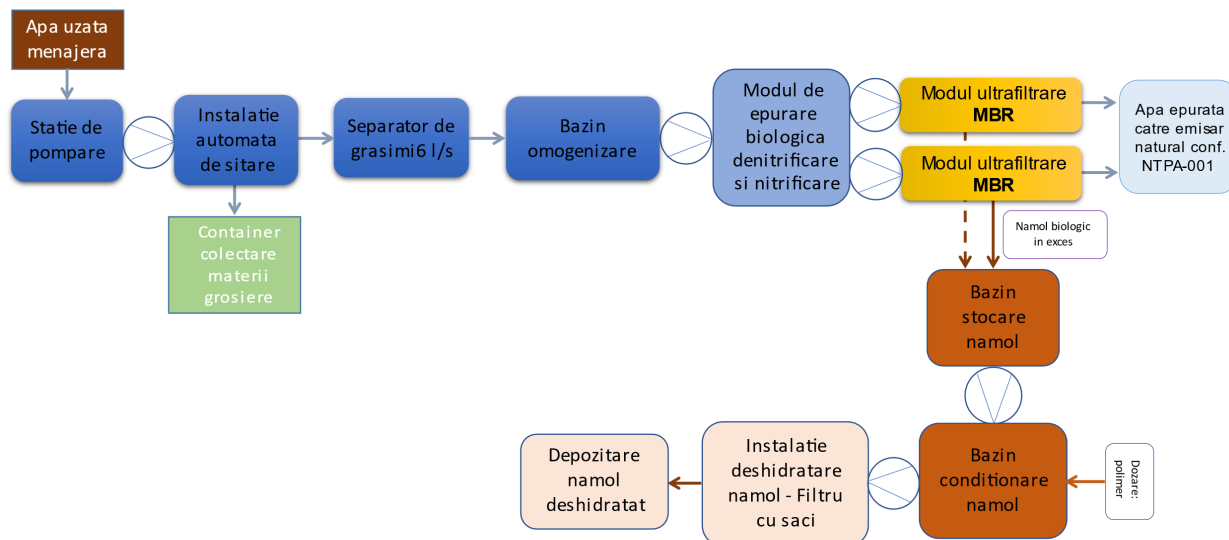 Apa uzata
menajera
Statie de
pompare
Instalatie
automata
de sitare
Separator de
grasimi6 l/s
Bazin
omogenizare
Modul de
epurare
biologica
denitrificare
si nitrificare
Modul ultrafiltrare
MBR
Modul ultrafiltrare
MBR
Apa epurata
catre emisar
natural conf.
NTPA-001
Container
colectare
materii
grosiere
Namol biologic
in exces
Bazin
stocare
namol
Depozitare
namol
deshidratat
Instalatie
deshidratare
namol - Filtru
cu saci
Bazin
conditionare
namol
Dozare:
polimer